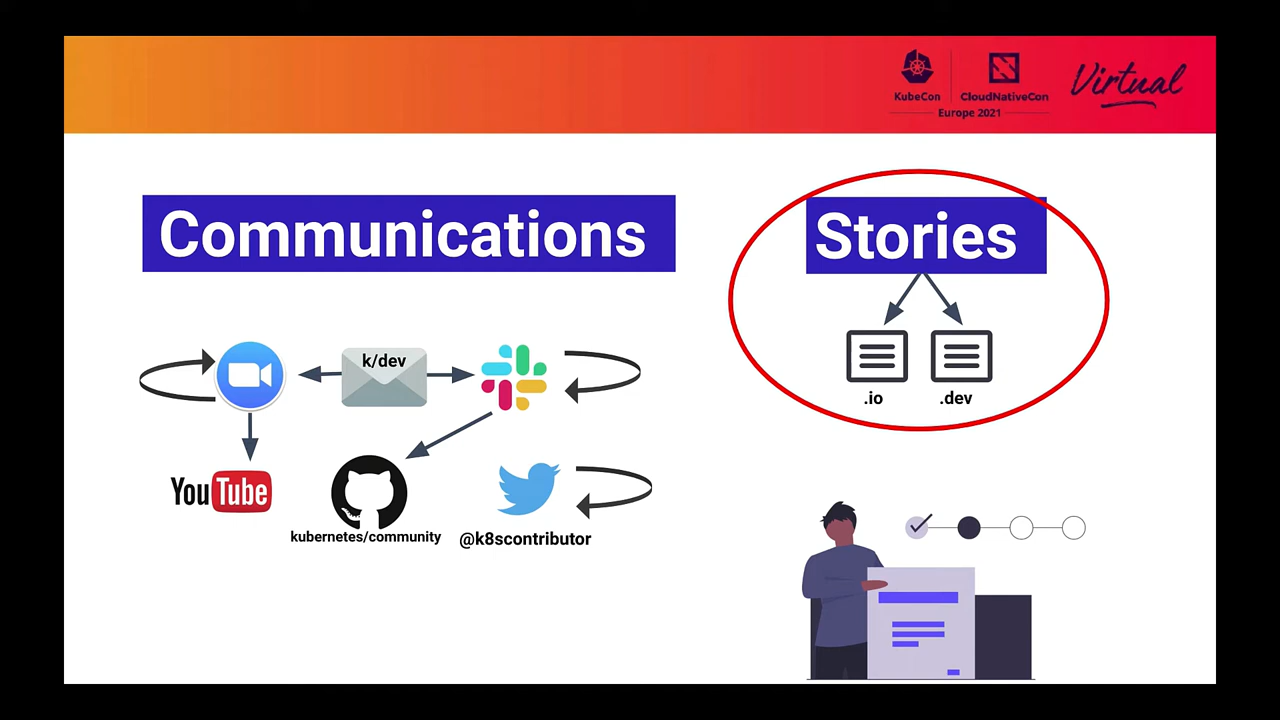 KubeCon
CloudNativeCon
Europe 2021
Virtual
Communications
Stories
k/dev
.io
.dev
YouTube
kubernetes/community
@k8scontributor